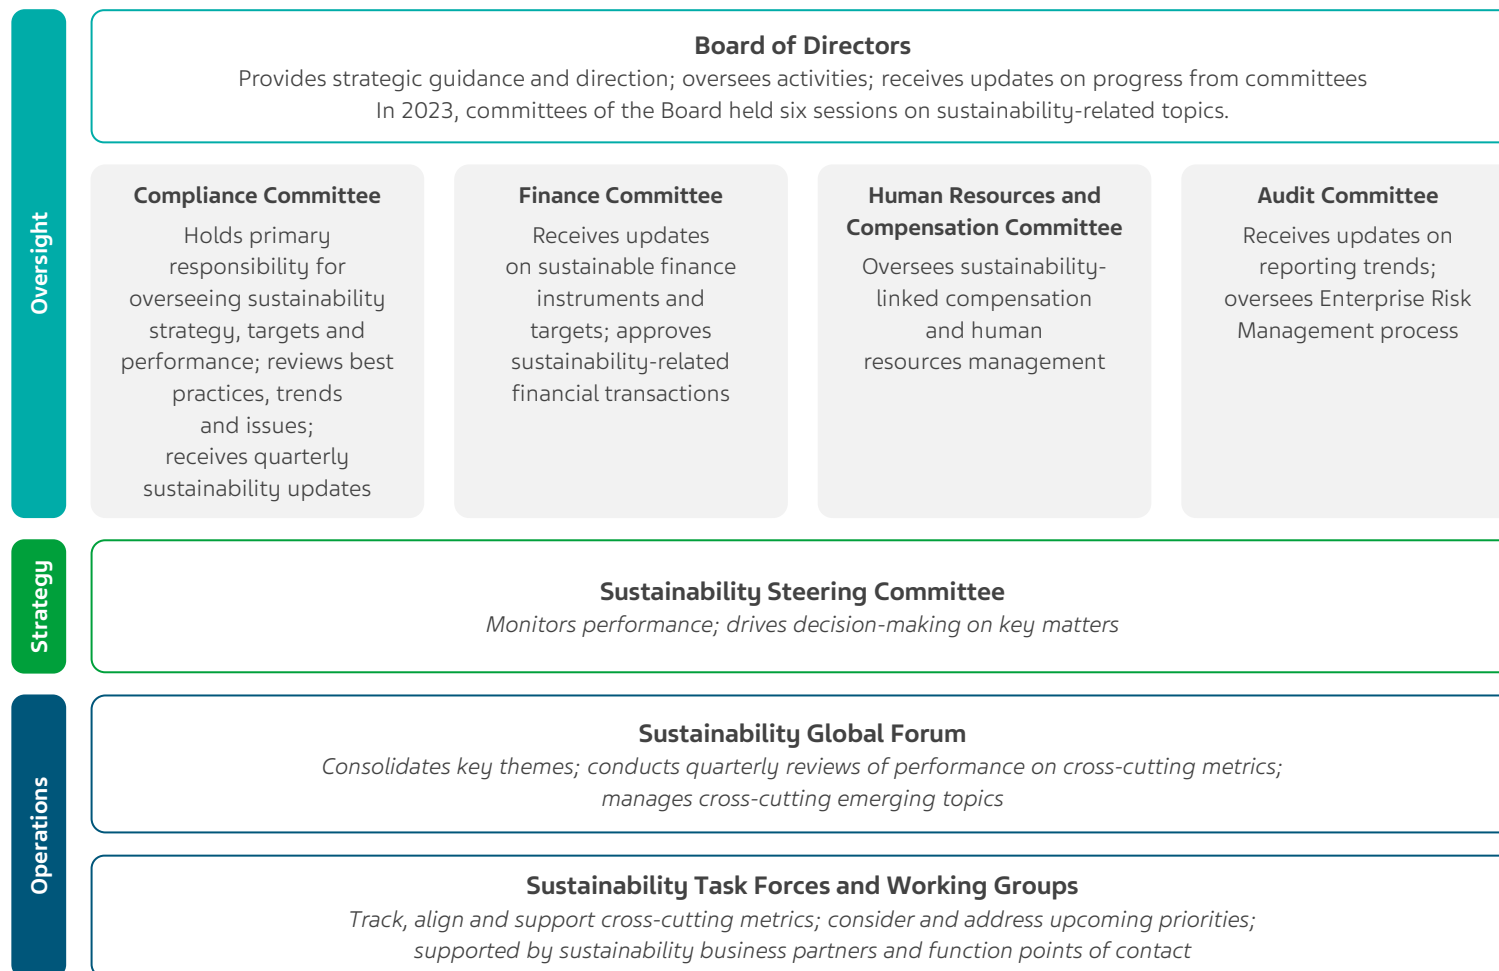 Oversight
Board of Directors
Provides strategic guidance and direction; oversees activities; receives updates on progress from committees
In 2023, committees of the Board held six sessions on sustainability-related topics.
Compliance Committee
Holds primary
responsibility for
overseeing sustainability
strategy, targets and
performance; reviews best
practices, trends
and issues;
receives quarterly
sustainability updates
Finance Committee
Receives updates
on sustainable finance
instruments and
targets; approves
sustainability-related
financial transactions
Human Resources and
Compensation Committee
Oversees sustainability-
linked compensation
and human
resources management
Audit Committee
Receives updates on
reporting trends;
oversees Enterprise Risk
Management process
Strategy
Sustainability Steering Committee
Monitors performance; drives decision-making on key matters
Operations
Sustainability Global Forum
Consolidates key themes; conducts quarterly reviews of performance on cross-cutting metrics;
manages cross-cutting emerging topics
Sustainability Task Forces and Working Groups
Track, align and support cross-cutting metrics; consider and address upcoming priorities;
supported by sustainability business partners and function points of contact